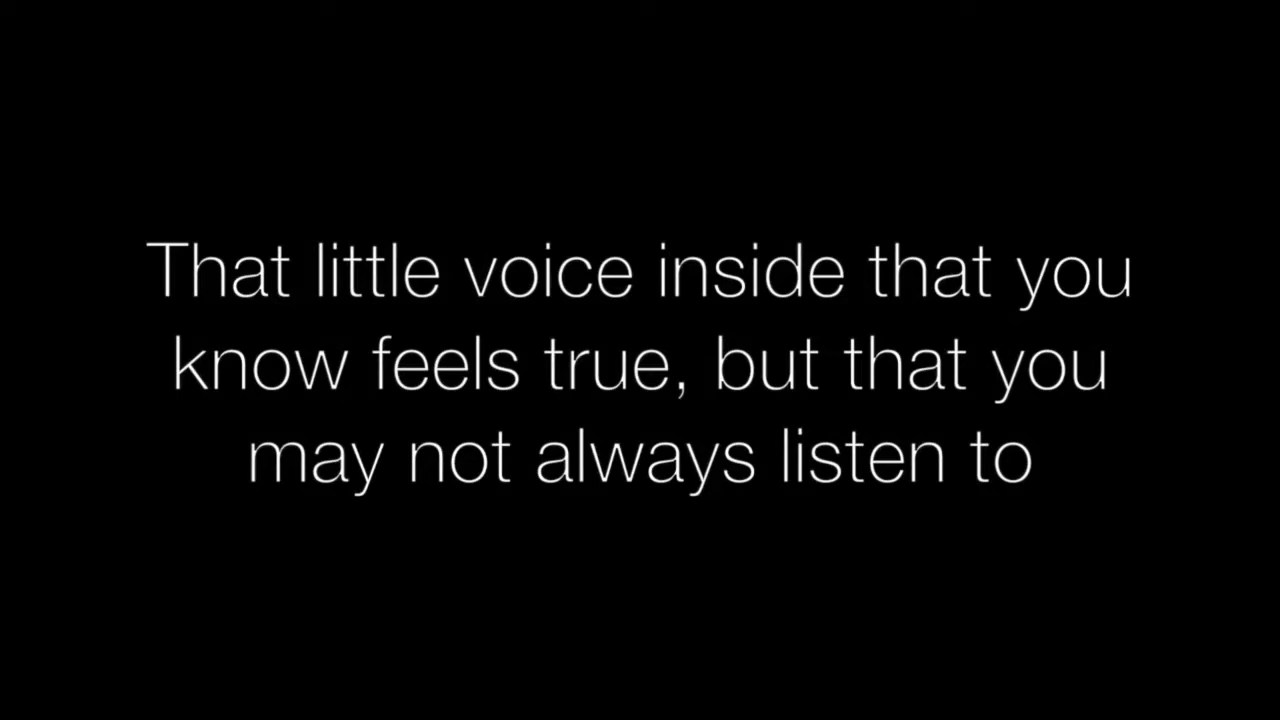 That little voice inside that you
know feels true, but that you
may not always listen to